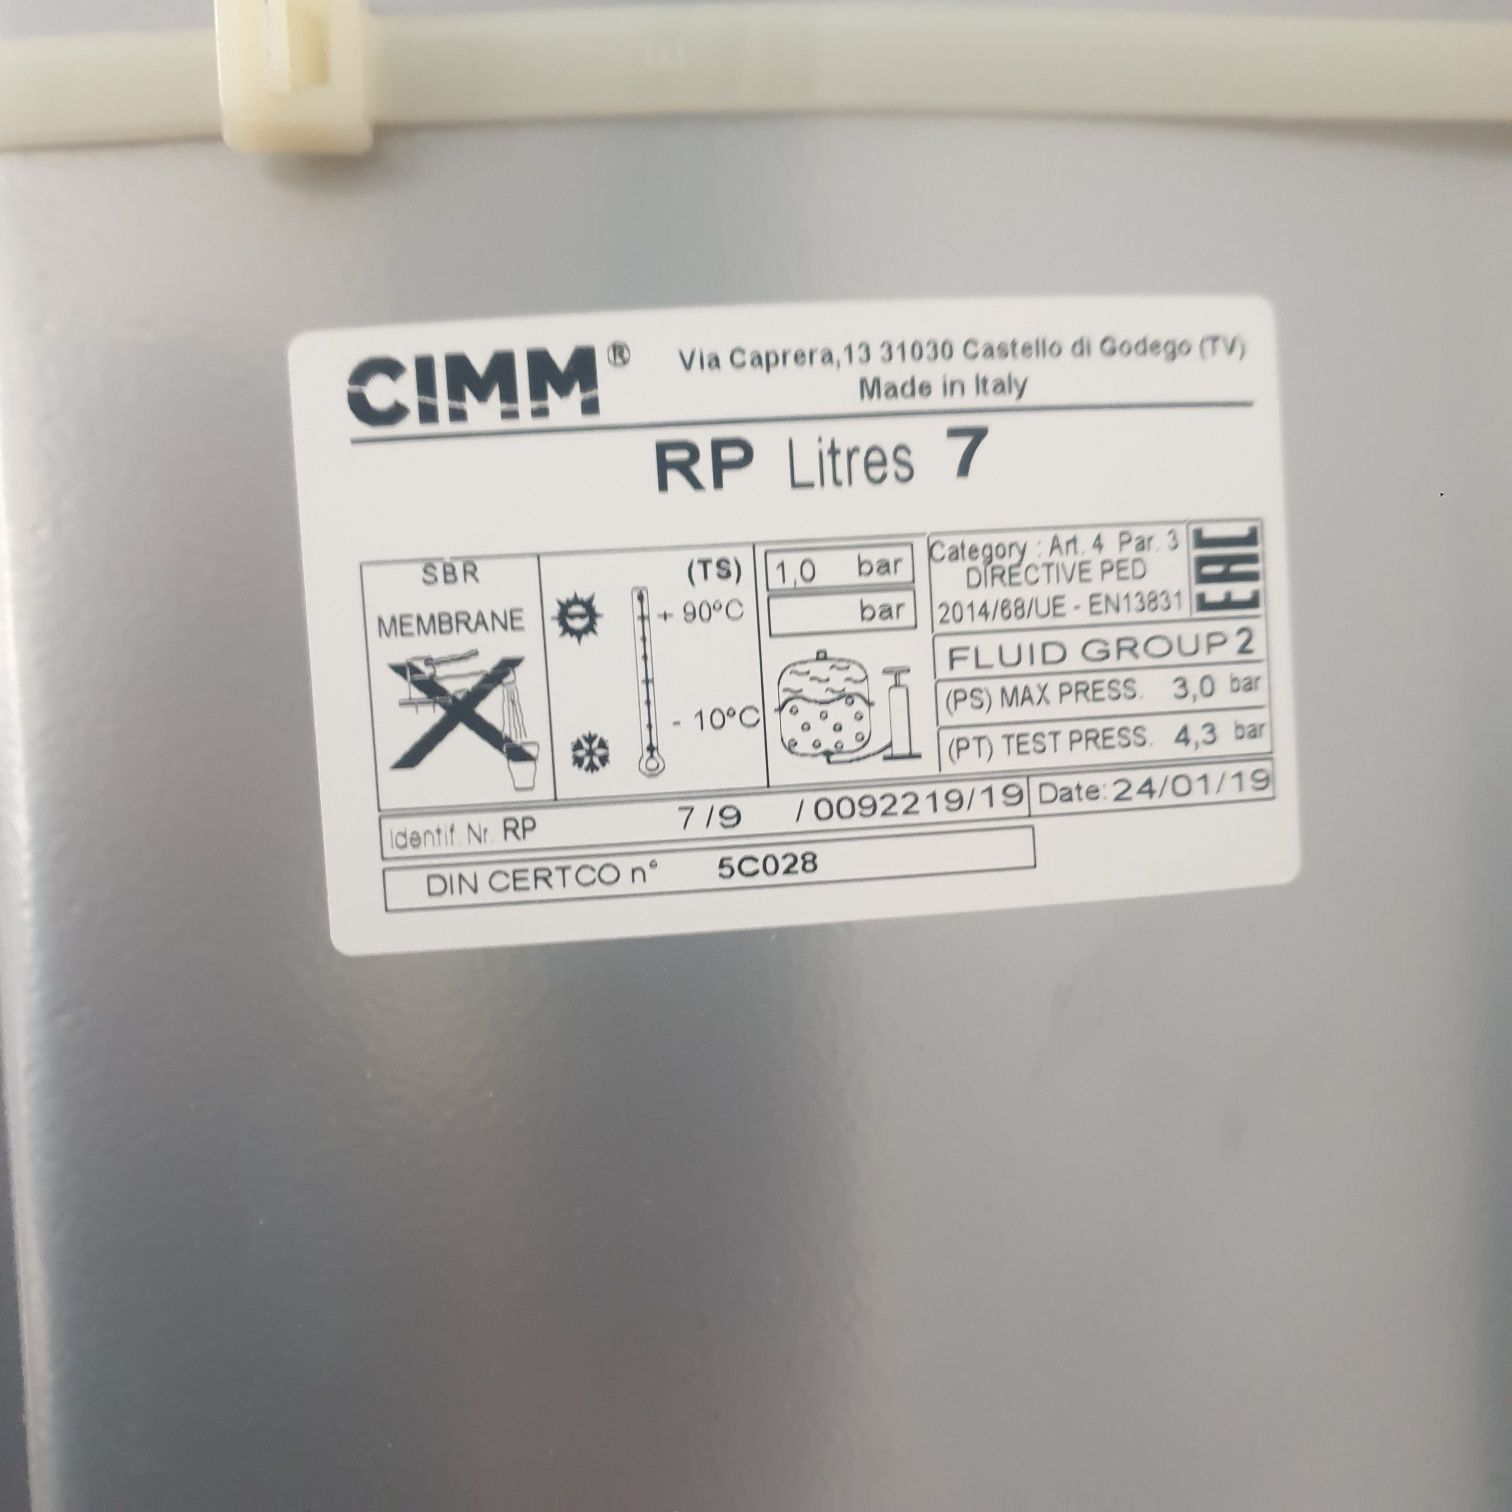 CIMM®
Via Caprera,13 31030 Castello di Godego (TV)
Made in Italy
RP Litres 7
SBR
MEMBRANE
(TS)
+ 90°C
- 10°C
1,0 bar
bar
Category : Art. 4 Par. 3
DIRECTIVE PED
2014/68/UE - EN13831
EAC
FLUID GROUP 2
(PS) MAX PRESS. 3,0 bar
(PT) TEST PRESS. 4,3 bar
Identif. Nr. RP 7/9 /0092219/19
Date: 24/01/19
DIN CERTCO n° 5C028